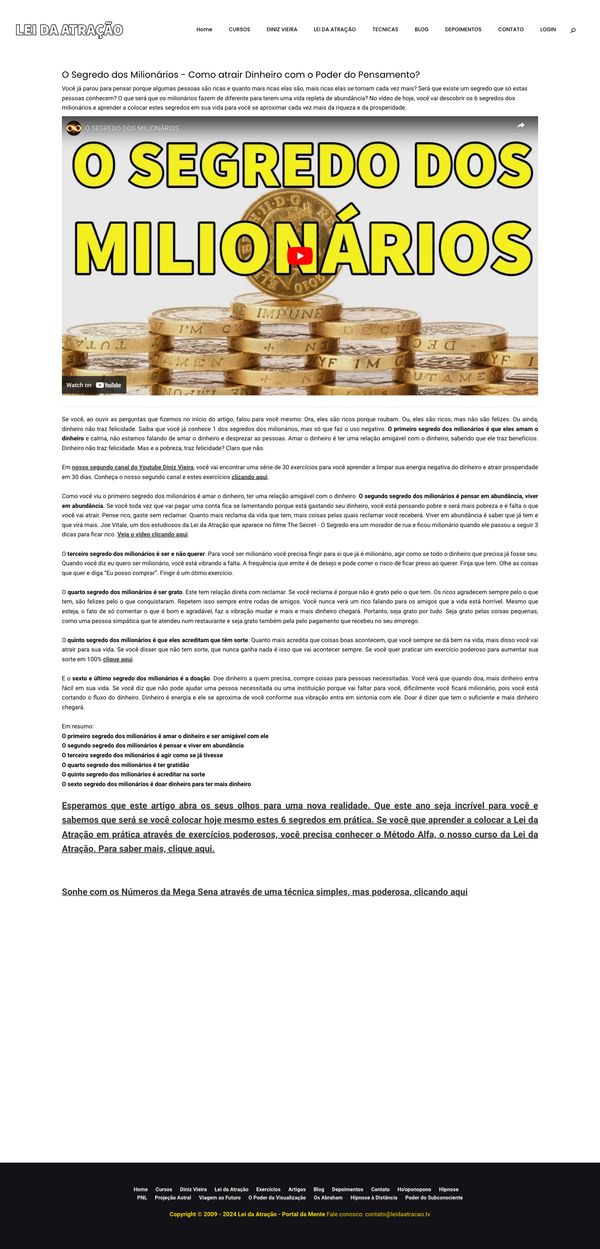 LEI DA ATRAÇÃO
Home CURSOS DINIZ VIEIRA LEI DA ATRAÇÃO TECNICAS BLOG DEPOIMENTOS CONTATO LOGIN
O Segredo dos Milionários - Como atrair Dinheiro com o Poder do Pensamento?
Você já parou para pensar porque algumas pessoas são ricas e quanto mais ricas elas são, mais ricas elas se tornam cada vez mais? Será que existe um segredo que só estas
pessoas conhecem? O que será que os milionários fazem de diferente para terem uma vida repleta de abundância? No vídeo de hoje, você vai descobrir os 6 segredos dos
milionários e aprender a colocar estes segredos em sua vida para você se aproximar cada vez mais da riqueza e da prosperidade.
O SEGREDO DOS MILIONÁRIOS
O SEGREDO DOS
MILIONÁRIOS
IMPUNE
Watch on YouTube
Se você, ao ouvir as perguntas que fizemos no início do artigo, falou para você mesmo: Ora, eles são ricos porque roubam. Ou, eles são ricos, mas não são felizes. Ou ainda,
dinheiro não traz felicidade. Saiba que você já conhece 1 dos segredos dos milionários, mas só que faz o uso negativo. O primeiro segredo dos milionários é que eles amam o
dinheiro e calma, não estamos falando de amar o dinheiro e desprezar as pessoas. Amar o dinheiro é ter uma relação amigável com o dinheiro, sabendo que ele traz benefícios.
Dinheiro não traz felicidade. Mas e a pobreza, traz felicidade? Claro que não.
Em nosso segundo canal do Youtube Diniz Vieira, você vai encontrar uma série de 30 exercícios para você aprender a limpar sua energia negativa do dinheiro e atrair prosperidade
em 30 dias. Conheça o nosso segundo canal e estes exercícios clicando aqui.
Como você viu o primeiro segredo dos milionários é amar o dinheiro, ter uma relação amigável com o dinheiro. O segundo segredo dos milionários é pensar em abundância, viver
em abundância. Se você toda vez que vai pagar uma conta fica se lamentando porque está gastando seu dinheiro, você está pensando pobre e será mais pobreza e é falta o que
você vai atrair. Pense rico, gaste sem reclamar. Quanto mais reclama da vida que tem, mais coisas pelas quais reclamar você receberá. Viver em abundância é saber que já tem e
que virá mais. Joe Vitale, um dos estudiosos da Lei da Atração que aparece no filme The Secret - O Segredo era um morador de rua e ficou milionário quando ele passou a seguir 3
dicas para ficar rico. Veja o vídeo clicando aqui.
O terceiro segredo dos milionários é ser e não querer. Para você ser milionário você precisa fingir para si que já é milionário, agir como se todo o dinheiro que precisa já fosse seu.
Quando você diz eu quero ser milionário, você está vibrando a falta. A frequência que emite é de desejo e pode correr o risco de ficar preso ao querer. Finja que tem. Olhe as coisas
que quer e diga "Eu posso comprar". Fingir é um ótimo exercício.
O quarto segredo dos milionários é ser grato. Este tem relação direta com reclamar. Se você reclama é porque não é grato pelo o que tem. Os ricos agradecem sempre pelo o que
tem, são felizes pelo o que conquistaram. Repetem isso sempre entre rodas de amigos. Você nunca verá um rico falando para os amigos que a vida está horrível. Mesmo que
esteja, o fato de só comentar o que é bom e agradável, faz a vibração mudar e mais e mais dinheiro chegará. Portanto, seja grato por tudo. Seja grato pelas coisas pequenas,
como uma pessoa simpática que te atendeu num restaurante e seja grato também pela pelo pagamento que recebeu no seu emprego.
O quinto segredo dos milionários é que eles acreditam que têm sorte. Quanto mais acredita que coisas boas acontecem, que você sempre se dá bem na vida, mais disso você vai
atrair para sua vida. Se você disser que não tem sorte, que nunca ganha nada é isso que vai acontecer sempre. Se você quer praticar um exercício poderoso para aumentar sua
sorte em 100% clique aqui.
E o sexto e último segredo dos milionários é a doação. Doe dinheiro a quem precisa, compre coisas para pessoas necessitadas. Você verá que quando doa, mais dinheiro entra
fácil em sua vida. Se você diz que não pode ajudar uma pessoa necessitada ou uma instituição porque vai faltar para você, dificilmente você ficará milionário, pois você está
cortando o fluxo do dinheiro. Dinheiro é energia e ele se aproxima de você conforme sua vibração entra em sintonia com ele. Doar é dizer que tem o suficiente e mais dinheiro
chegará.
Em resumo:
O primeiro segredo dos milionários é amar o dinheiro e ser amigável com ele
O segundo segredo dos milionários é pensar e viver em abundância
O terceiro segredo dos milionários é agir como se já tivesse
O quarto segredo dos milionários é ter gratidão
O quinto segredo dos milionários é acreditar na sorte
O sexto segredo dos milionários é doar dinheiro para ter mais dinheiro
Esperamos que este artigo abra os seus olhos para uma nova realidade. Que este ano seja incrível para você e
sabemos que será se você colocar hoje mesmo estes 6 segredos em prática. Se você que aprender a colocar a Lei da
Atração em prática através de exercícios poderosos, você precisa conhecer o Método Alfa, o nosso curso da Lei da
Atração. Para saber mais, clique aqui.
Sonhe com os Números da Mega Sena através de uma técnica simples, mas poderosa, clicando aqui
Home Cursos Diniz Vieira Lei da Atração Exercícios Artigos Blog Depoimentos Contato Ho'oponopono Hipnose
PNL Projeção Astral Viagem ao Futuro O Poder da Visualização Os Abraham Hipnose à Distância Poder do Subconsciente
Copyright © 2009 - 2024 Lei da Atração - Portal da Mente Fale conosco: contato@leidaatracao.tv